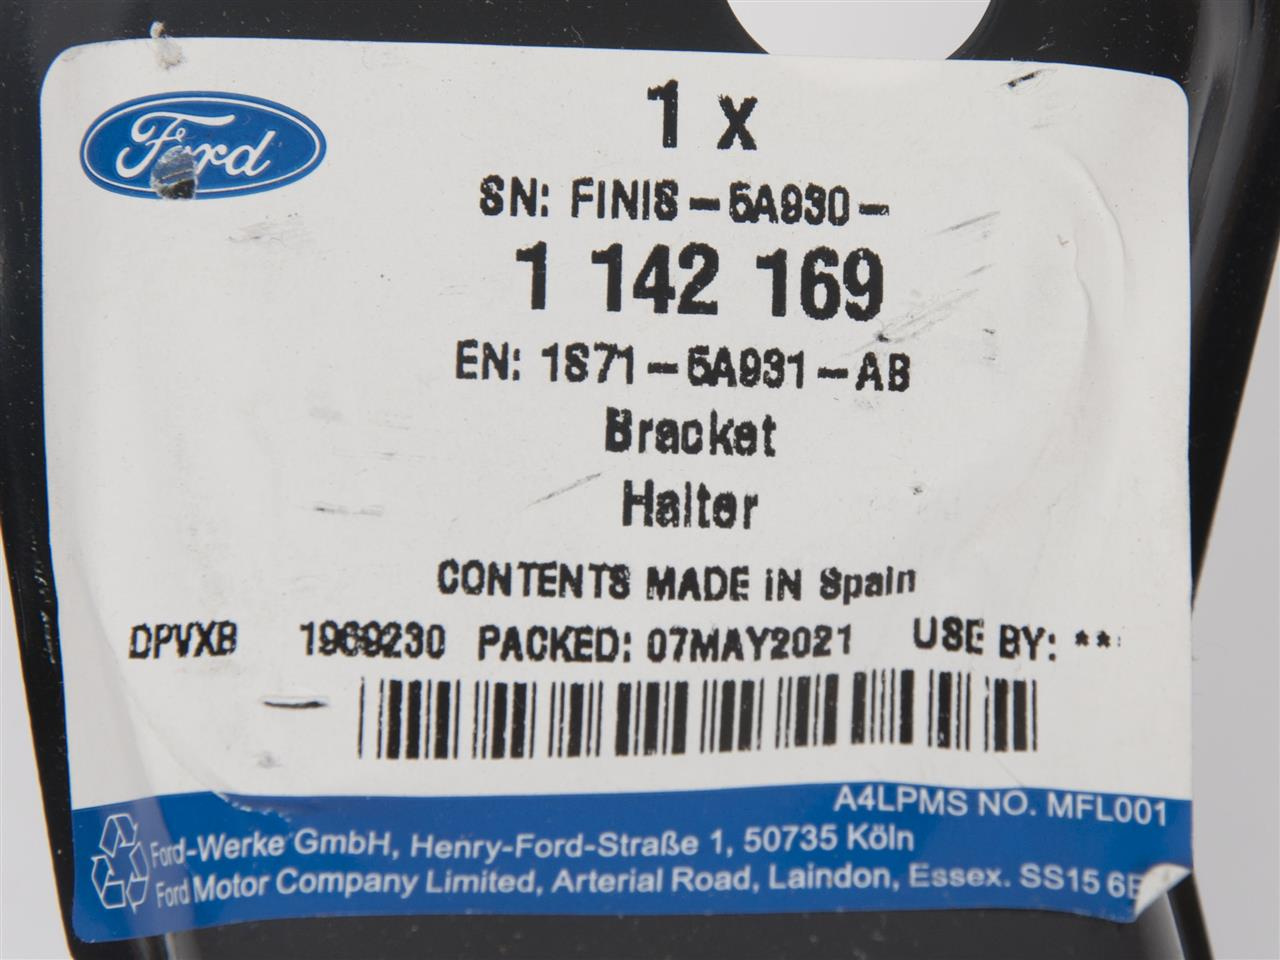 Ford
1 x
SN: FINIS-5A930-
1 142 169
EN: 1S71-5A931-AB
Bracket
Halter
CONTENTS MADE iN Spain
DPVXB 1969230 PACKED: 07MAY2021 USE BY: **
A4LPMS NO. MFL001
Ford-Werke GmbH, Henry-Ford-Straße 1, 50735 Köln
Ford Motor Company Limited, Arterial Road, Laindon, Essex. SS15